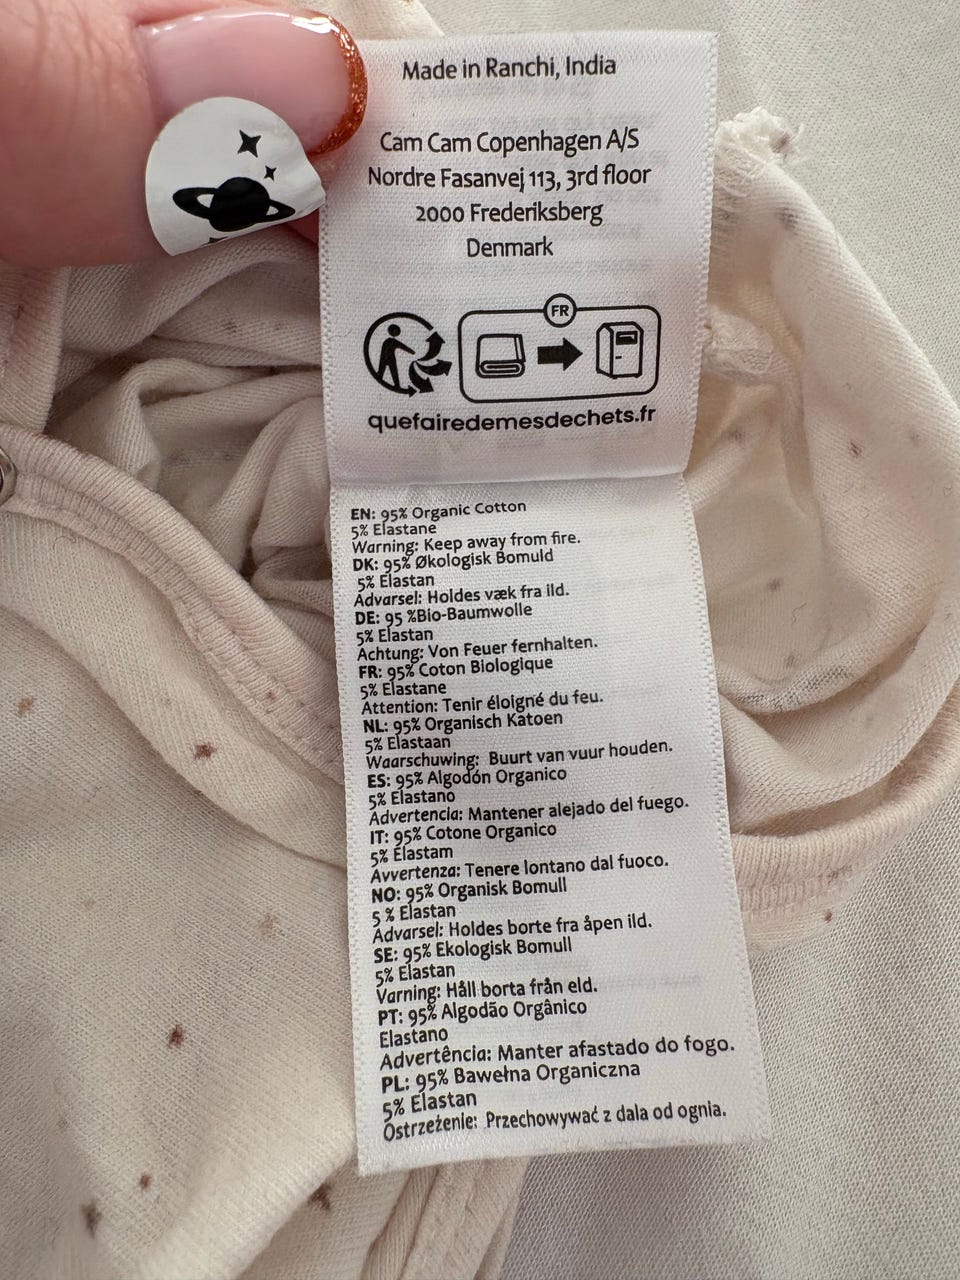 Made in Ranchi, India
Cam Cam Copenhagen A/S
Nordre Fasanvej 113, 3rd floor
2000 Frederiksberg
Denmark
FR
quefairedemesdechets.fr
EN: 95% Organic Cotton
5% Elastane
Warning: Keep away from fire.
DK: 95% Økologisk Bomuld
5% Elastan
Advarsel: Holdes væk fra ild.
DE: 95 %Bio-Baumwolle
5% Elastan
Achtung: Von Feuer fernhalten.
FR: 95% Coton Biologique
5% Elastane
Attention: Tenir éloigné du feu.
NL: 95% Organisch Katoen
5% Elastaan
Waarschuwing: Buurt van vuur houden.
ES: 95% Algodón Organico
5% Elastano
Advertencia: Mantener alejado del fuego.
IT: 95% Cotone Organico
5% Elastam
Avvertenza: Tenere lontano dal fuoco.
NO: 95% Organisk Bomull
5 % Elastan
Advarsel: Holdes borte fra åpen ild.
SE: 95% Ekologisk Bomull
5% Elastan
Varning: Håll borta från eld.
PT: 95% Algodão Orgânico
Elastano
Advertência: Manter afastado do fogo.
PL: 95% Bawełna Organiczna
5% Elastan
Ostrzeżenie: Przechowywać z dala od ognia.